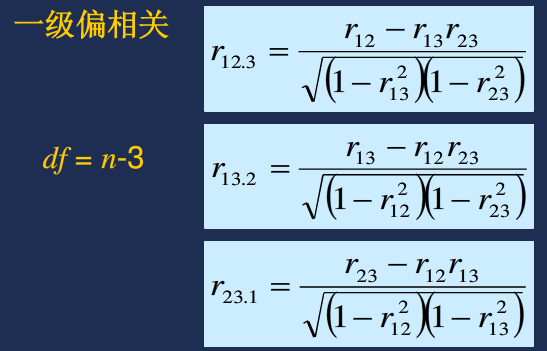 一级偏相关
r₁₂.₃ = (r₁₂ − r₁₃r₂₃) / √((1 − r₁₃²)(1 − r₂₃²))
df = n-3
r₁₃.₂ = (r₁₃ − r₁₂r₂₃) / √((1 − r₁₂²)(1 − r₂₃²))
r₂₃.₁ = (r₂₃ − r₁₂r₁₃) / √((1 − r₁₂²)(1 − r₁₃²))